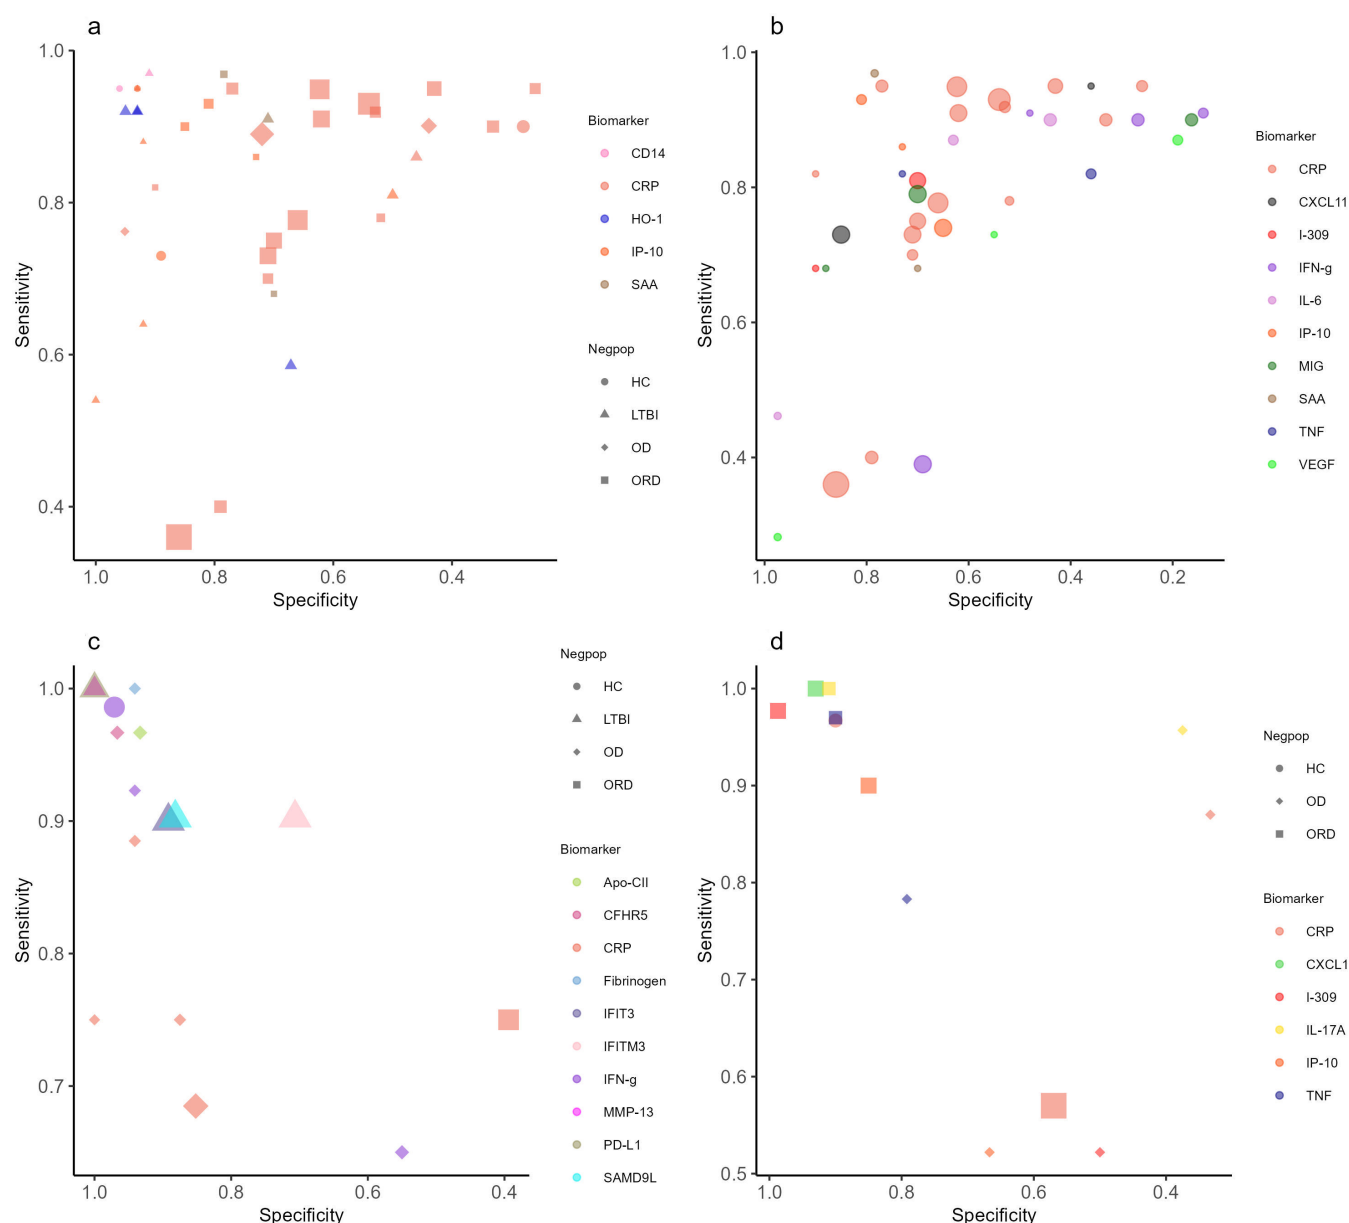 a
1.0
0.8
0.6
0.4
Sensitivity
1.0
0.8
0.6
0.4
Specificity
Biomarker
CD14
CRP
HO-1
IP-10
SAA
Negpop
HC
LTBI
OD
ORD
b
1.0
0.8
0.6
0.4
Sensitivity
1.0
0.8
0.6
0.4
0.2
Specificity
Biomarker
CRP
CXCL11
I-309
IFN-g
IL-6
IP-10
MIG
SAA
TNF
VEGF
c
1.0
0.9
0.8
0.7
Sensitivity
1.0
0.8
0.6
0.4
Specificity
Negpop
HC
LTBI
OD
ORD
Biomarker
Apo-CII
CFHR5
CRP
Fibrinogen
IFIT3
IFITM3
IFN-g
MMP-13
PD-L1
SAMD9L
d
1.0
0.9
0.8
0.7
0.6
0.5
Sensitivity
1.0
0.8
0.6
0.4
Specificity
Negpop
HC
OD
ORD
Biomarker
CRP
CXCL1
I-309
IL-17A
IP-10
TNF